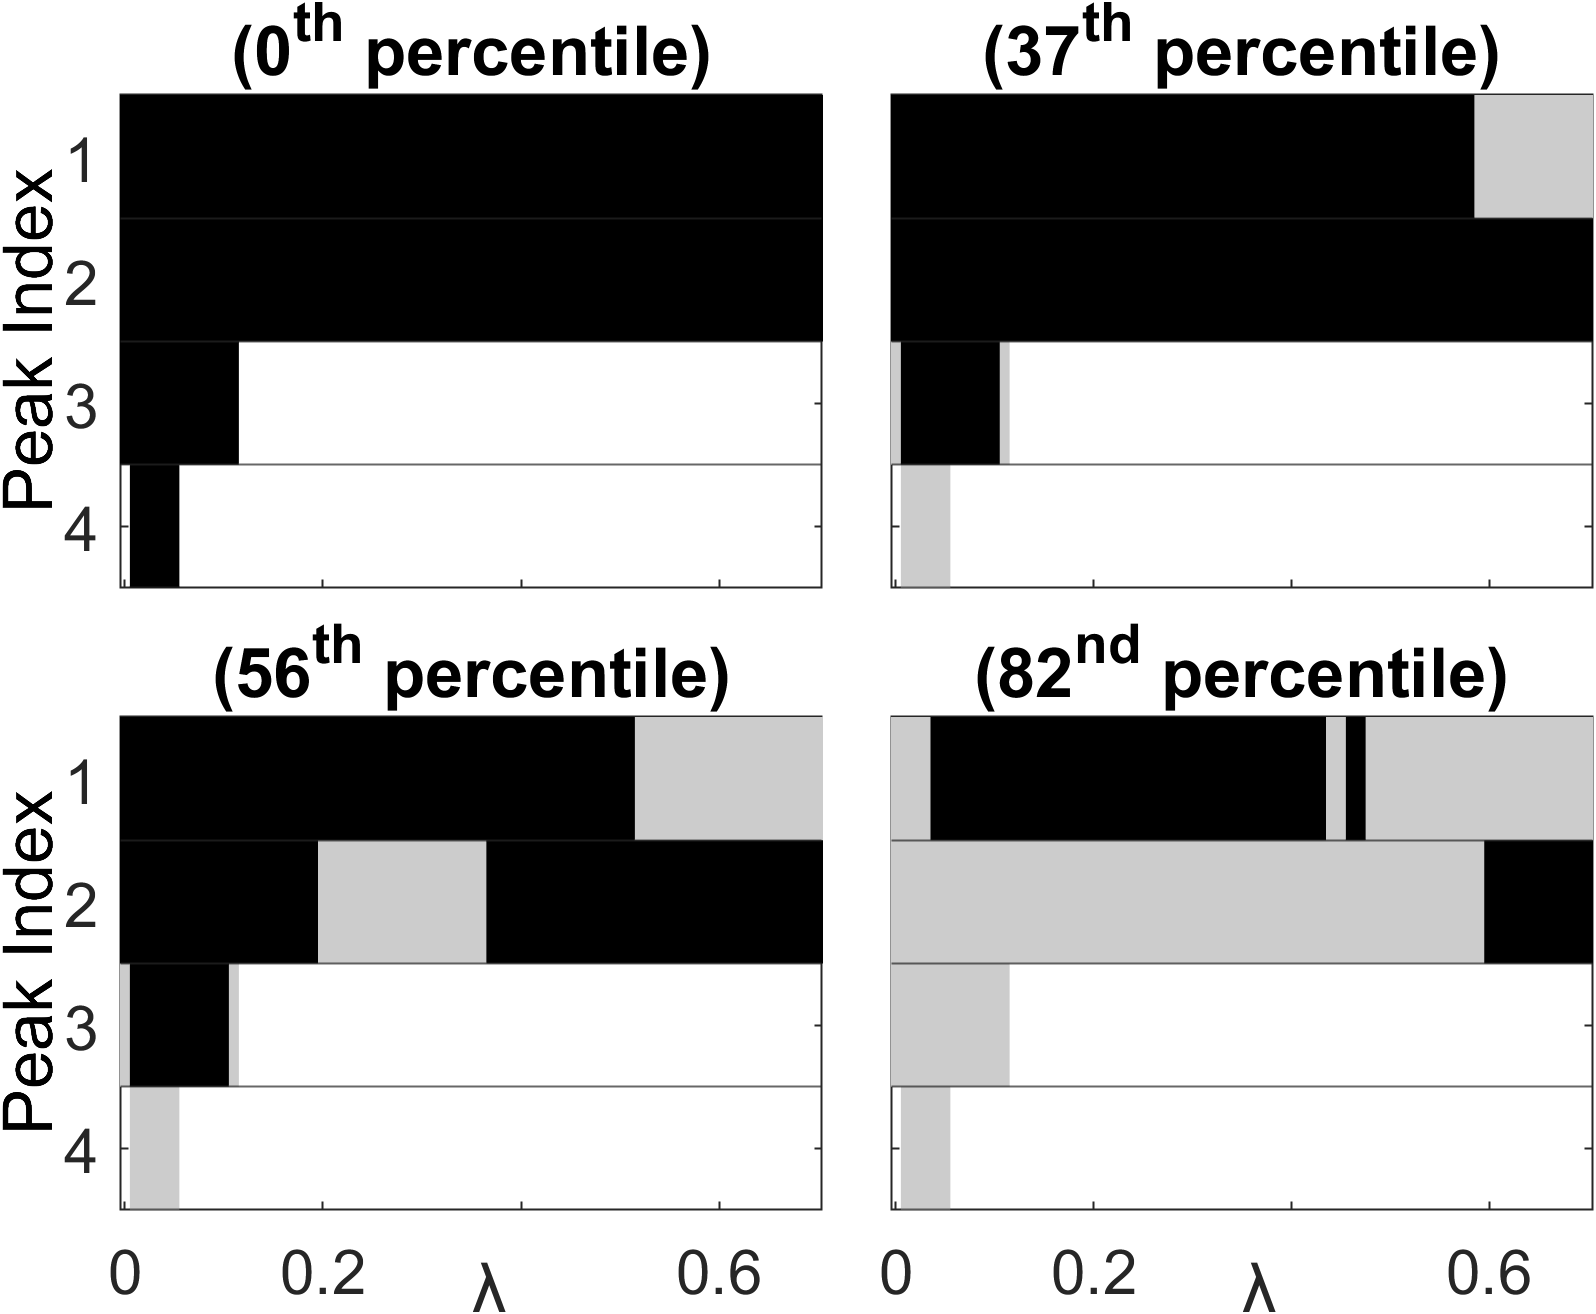 (0th percentile)
(37th percentile)
Peak Index
1
2
3
4
(56th percentile)
(82nd percentile)
Peak Index
1
2
3
4
0 0.2 λ 0.6
0 0.2 λ 0.6